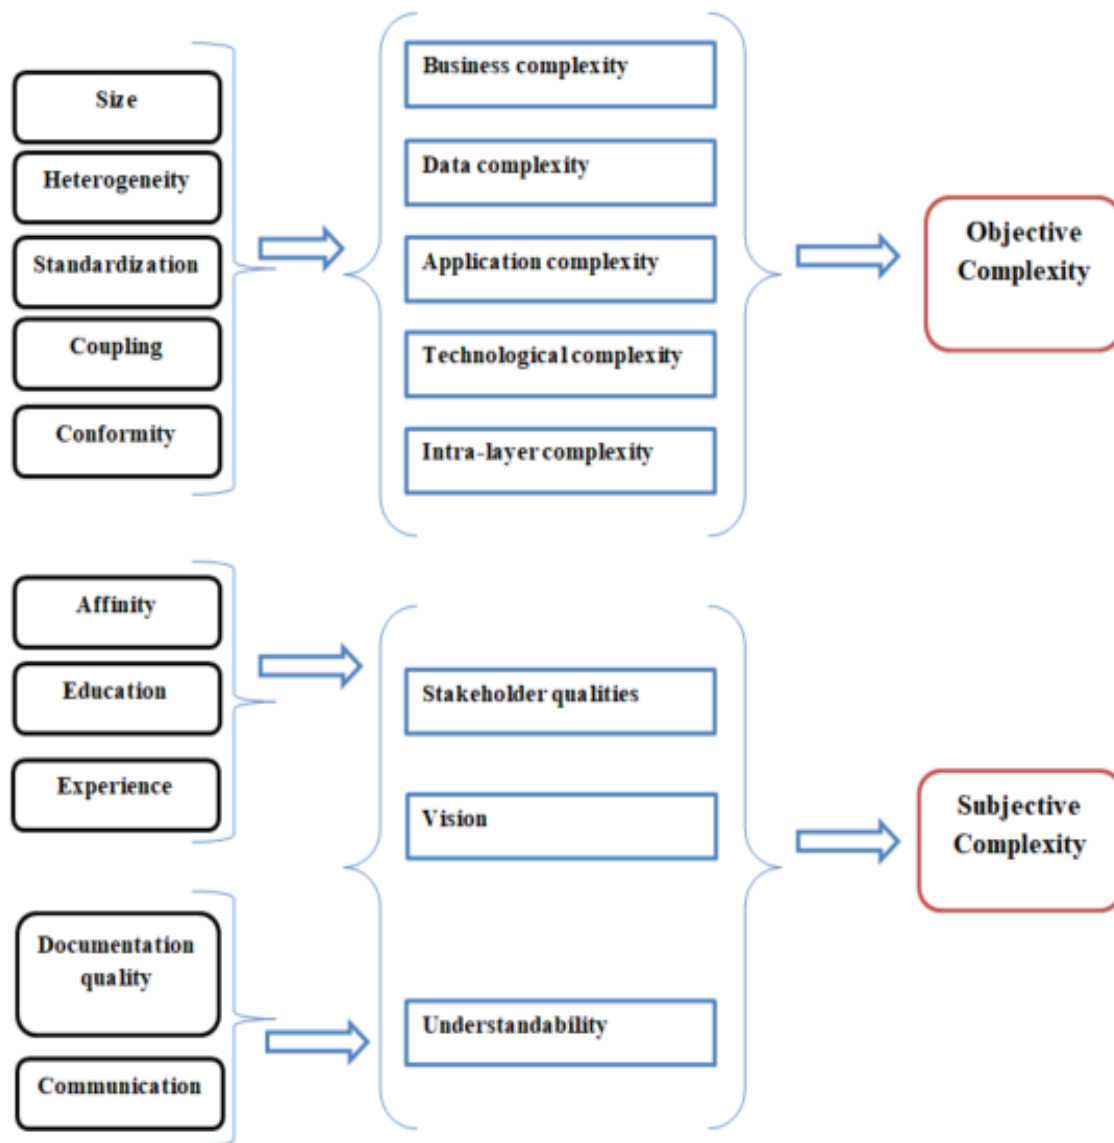 Size
Heterogeneity
Standardization
Coupling
Conformity
Business complexity
Data complexity
Application complexity
Technological complexity
Intra-layer complexity
Objective
Complexity
Affinity
Education
Experience
Documentation
quality
Communication
Stakeholder qualities
Vision
Understandability
Subjective
Complexity